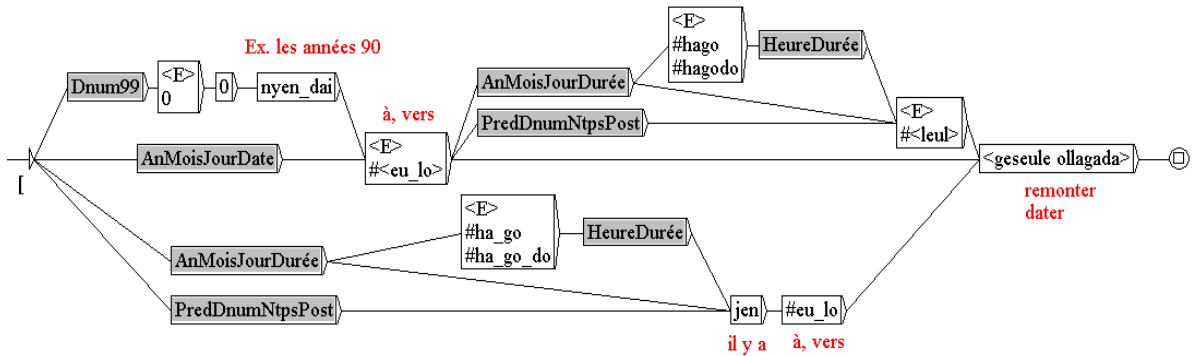 Ex. les années 90
Dnum99
<E>
0
0
nyen_dai
AnMoisJourDate
à, vers
<E>
#<eu_lo>
AnMoisJourDurée
PredDnumNtpsPost
<E>
#hago
#hagodo
HeureDurée
<E>
#<leul>
<geseule ollagada>
remonter
dater
[
AnMoisJourDurée
PredDnumNtpsPost
<E>
#ha_go
#ha_go_do
HeureDurée
jen
#eu_lo
il y a
à, vers